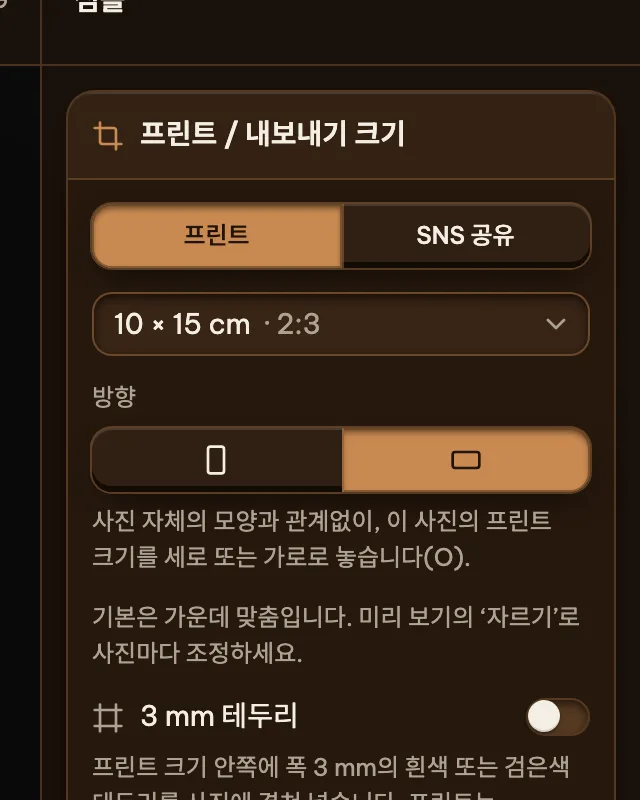 프린트 / 내보내기 크기
프린트
SNS 공유
10 × 15 cm · 2:3
방향
사진 자체의 모양과 관계없이, 이 사진의 프린트
크기를 세로 또는 가로로 놓습니다(O).
기본은 가운데 맞춤입니다. 미리 보기의 ‘자르기’로
사진마다 조정하세요.
3 mm 테두리
프린트 크기 안쪽에 폭 3 mm의 흰색 또는 검은색